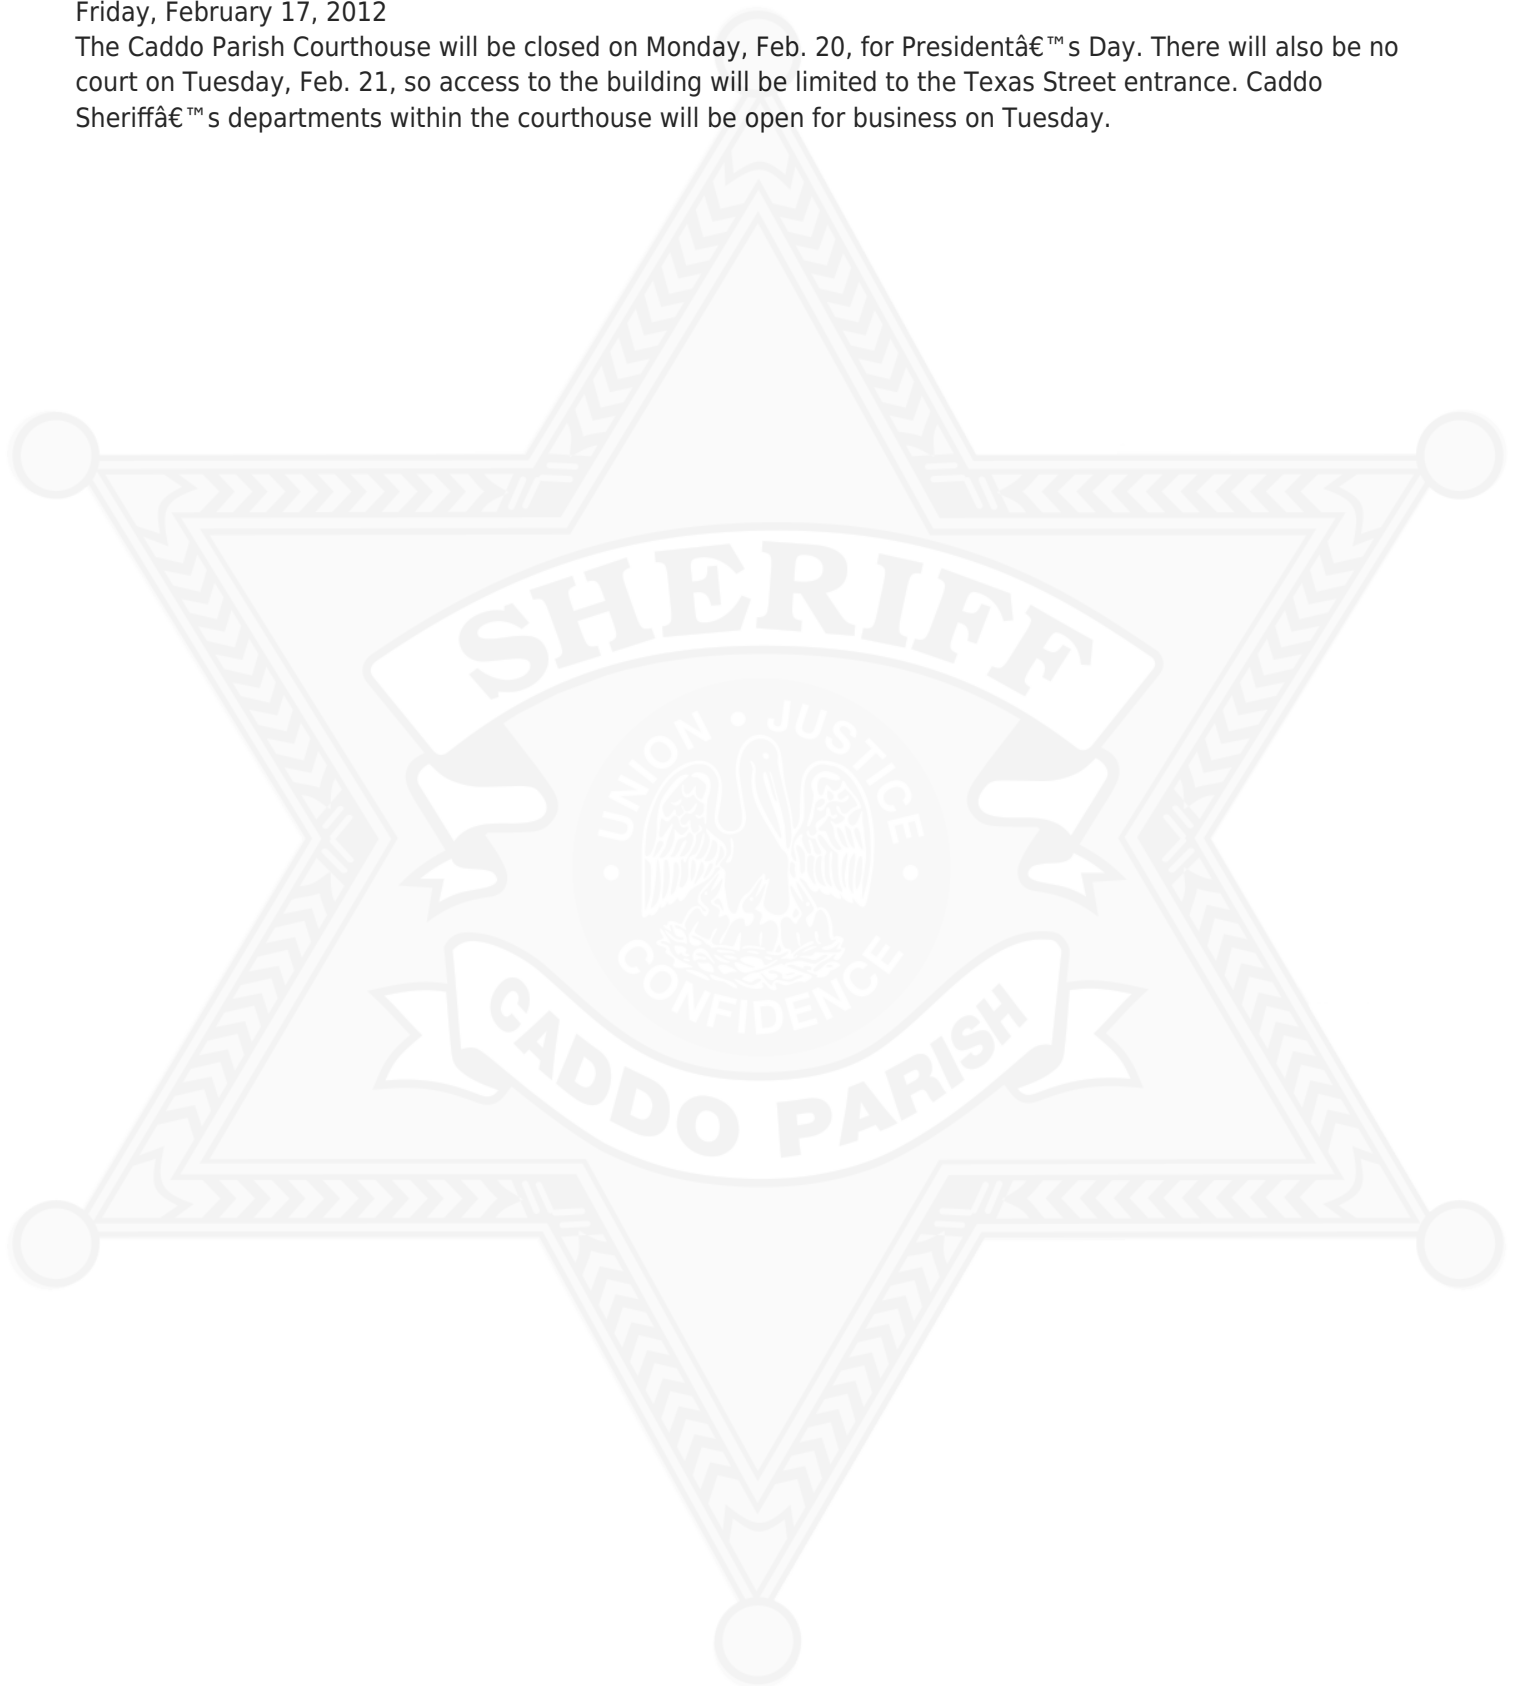 Friday, February 17, 2012
The Caddo Parish Courthouse will be closed on Monday, Feb. 20, for Presidentâ€™s Day. There will also be no
court on Tuesday, Feb. 21, so access to the building will be limited to the Texas Street entrance. Caddo
Sheriffâ€™s departments within the courthouse will be open for business on Tuesday.
SHERIFF
UNION • JUSTICE •
• CONFIDENCE
CADDO PARISH